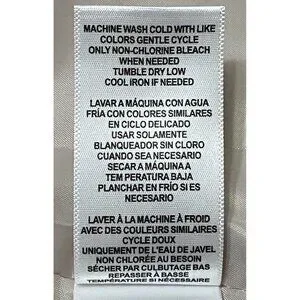 MACHINE WASH COLD WITH LIKE
COLORS GENTLE CYCLE
ONLY NON-CHLORINE BLEACH
WHEN NEEDED
TUMBLE DRY LOW
COOL IRON IF NEEDED
LAVAR A MÁQUINA CON AGUA
FRÍA CON COLORES SIMILARES
EN CICLO DELICADO
USAR SOLAMENTE
BLANQUEADOR SIN CLORO
CUANDO SEA NECESARIO
SECAR A MÁQUINA A
TEM PERATURA BAJA
PLANCHAR EN FRÍO SI ES
NECESARIO
LAVER À LA MACHINE À FROID
AVEC DES COULEURS SIMILAIRES
CYCLE DOUX
UNIQUEMENT DE L'EAU DE JAVEL
NON CHLORÉE AU BESOIN
SÉCHER PAR CULBUTAGE BAS
REPASSER À BASSE
TEMPÉRATURE SI NÉCESSAIRE